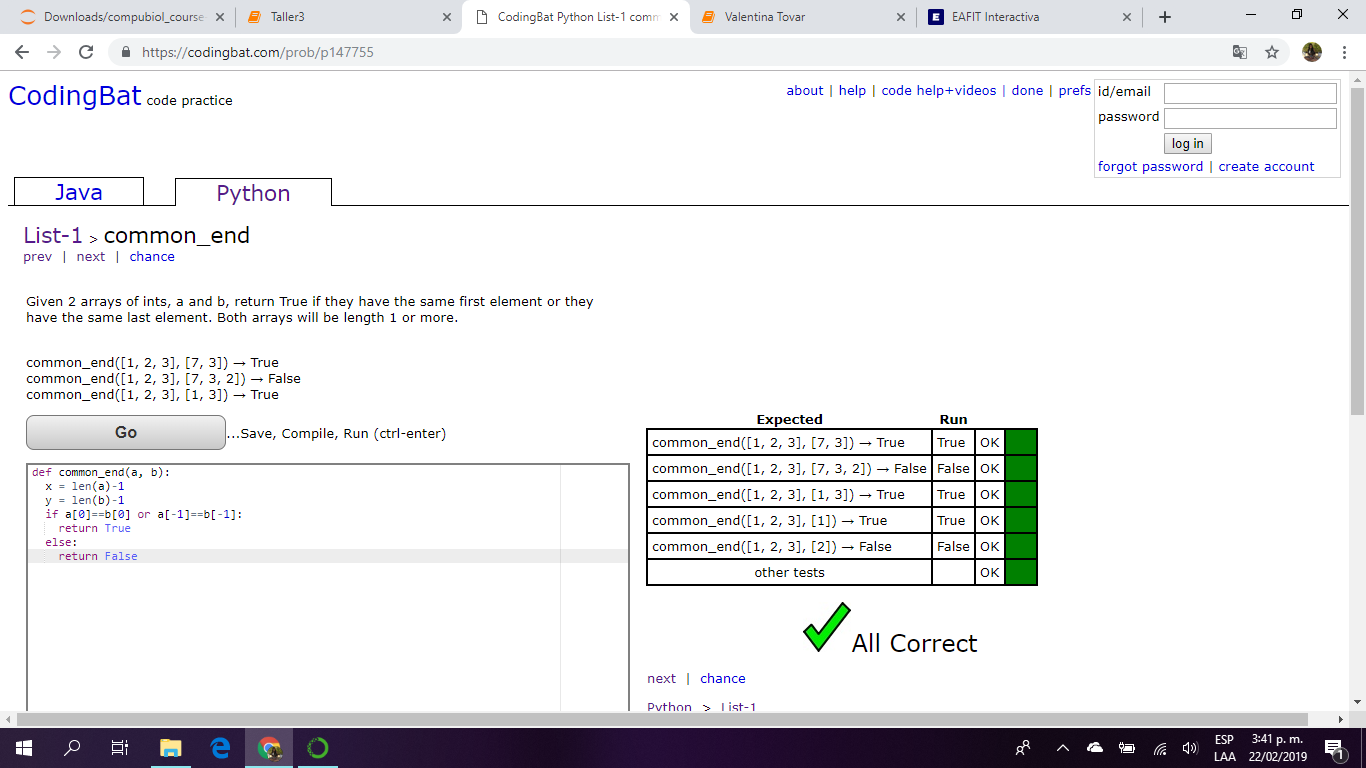 Downloads/compubiol_course
Taller3
CodingBat Python List-1 comm
Valentina Tovar
EAFIT Interactiva
https://codingbat.com/prob/p147755
CodingBat code practice
about | help | code help+videos | done | prefs
id/email
password
log in
forgot password | create account
Java
Python
List-1 > common_end
prev | next | chance
Given 2 arrays of ints, a and b, return True if they have the same first element or they
have the same last element. Both arrays will be length 1 or more.
common_end([1, 2, 3], [7, 3]) → True
common_end([1, 2, 3], [7, 3, 2]) → False
common_end([1, 2, 3], [1, 3]) → True
Go
...Save, Compile, Run (ctrl-enter)
def common_end(a, b):
  x = len(a)-1
  y = len(b)-1
  if a[0]==b[0] or a[-1]==b[-1]:
    return True
  else:
    return False
Expected Run
common_end([1, 2, 3], [7, 3]) → True True OK
common_end([1, 2, 3], [7, 3, 2]) → False False OK
common_end([1, 2, 3], [1, 3]) → True True OK
common_end([1, 2, 3], [1]) → True True OK
common_end([1, 2, 3], [2]) → False False OK
other tests OK
All Correct
next | chance
Python > List-1
ESP
LAA
3:41 p. m.
22/02/2019
1